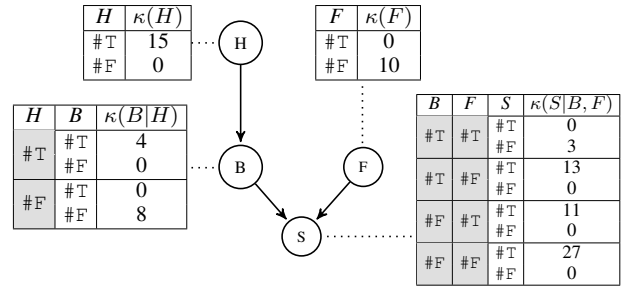 H κ(H)
#T 15
#F 0
H
F κ(F)
#T 0
#F 10
F
H B κ(B|H)
#T #T 4
#F 0
#F #T 0
#F 8
B
B F S κ(S|B, F)
#T #T #T 0
#F 3
#T #F #T 13
#F 0
#F #T #T 11
#F 0
#F #F #T 27
#F 0
S